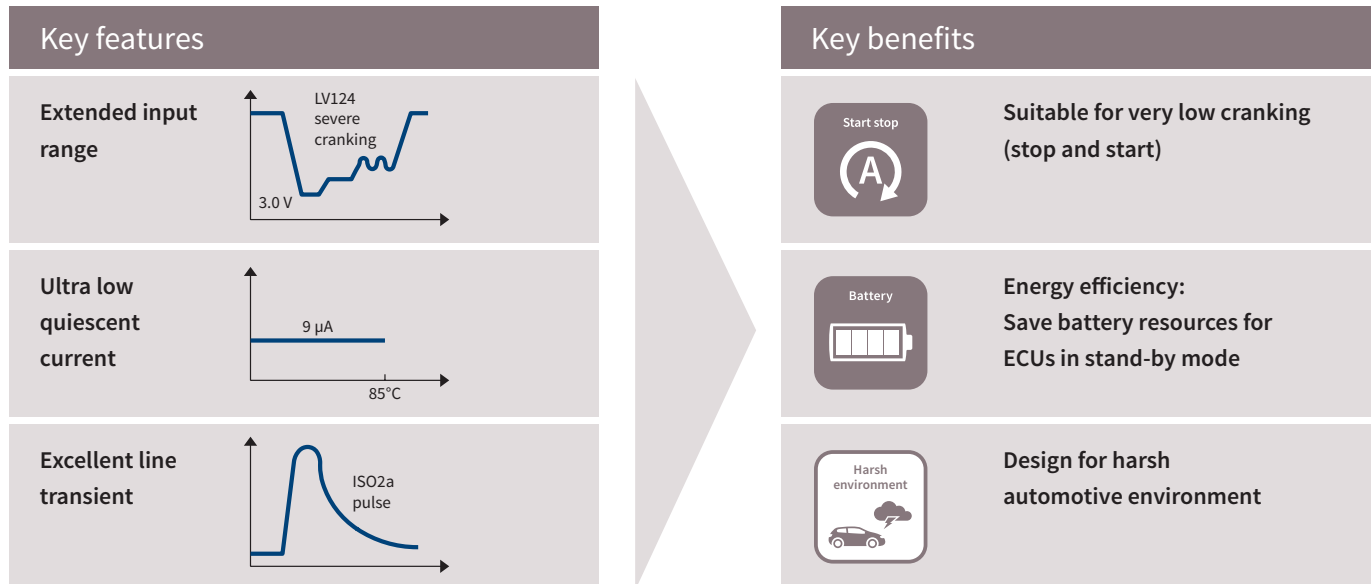 Key features
Extended input
range
LV124
severe
cranking
3.0 V
Ultra low
quiescent
current
9 µA
85°C
Excellent line
transient
ISO2a
pulse
Key benefits
Start stop
A
Suitable for very low cranking
(stop and start)
Battery
Energy efficiency:
Save battery resources for
ECUs in stand-by mode
Harsh
environment
Design for harsh
automotive environment